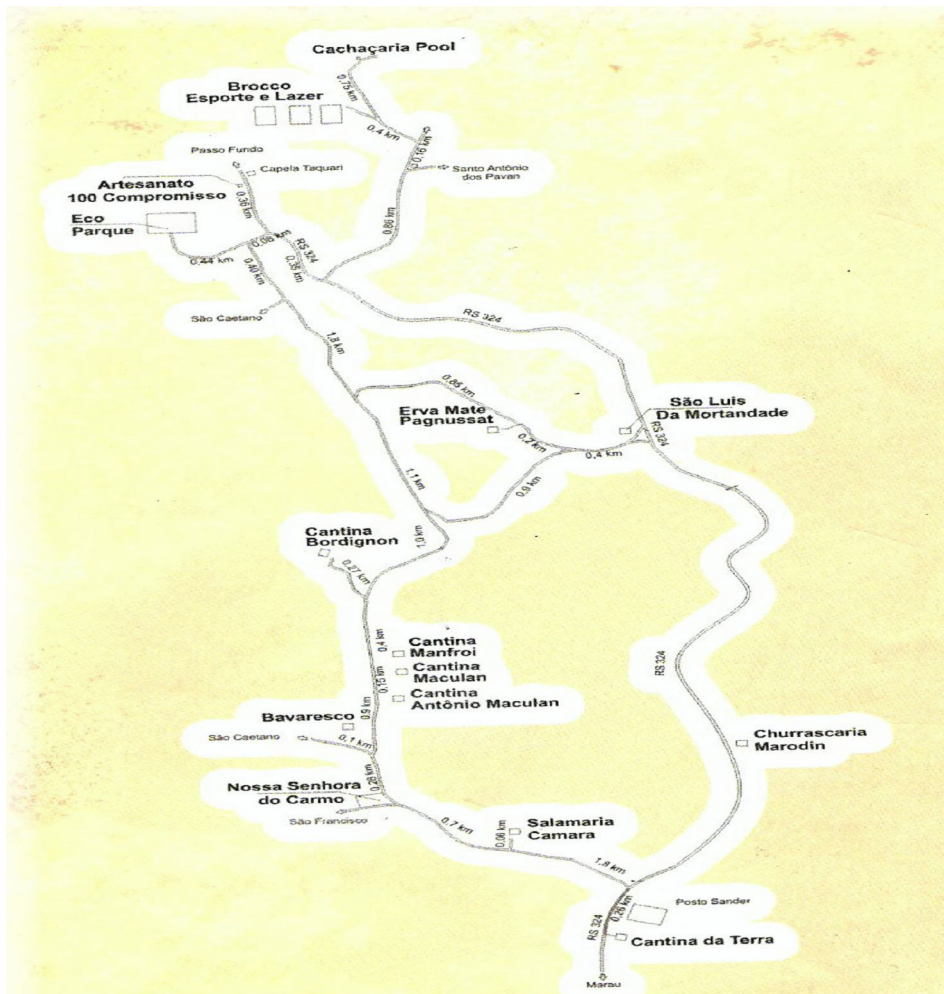 Cachaçaria Pool
0,75 km
Brocco
Esporte e Lazer
0,4 km
0,16 km
Passo Fundo
Capela Taquari
Santo Antônio
dos Pavan
Artesanato
100 Compromisso
0,36 km
Eco
Parque
0,86 km
0,08 km
RS 324
0,35 km
0,44 km
0,40 km
São Caetano
1,8 km
RS 324
0,85 km
Erva Mate
Pagnussat
São Luis
Da Mortandade
RS 324
0,2 km
0,4 km
1,1 km
0,9 km
Cantina
Bordignon
1,0 km
0,27 km
0,4 km
Cantina
Manfroi
Cantina
Maculan
0,15 km
Cantina
Antônio Maculan
RS 324
0,9 km
Bavaresco
São Caetano
0,1 km
Churrascaria
Marodin
0,28 km
Nossa Senhora
do Carmo
São Francisco
0,7 km
0,06 km
Salamaria
Camara
1,8 km
0,26 km
Posto Sander
RS 324
Cantina da Terra
Marau